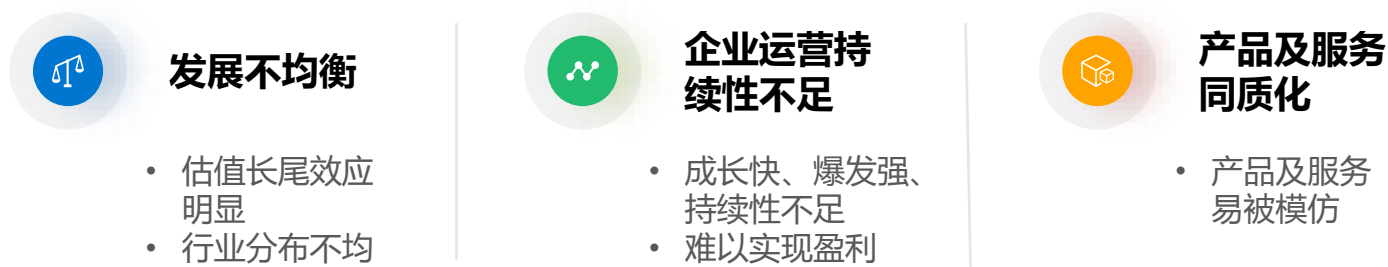 发展不均衡
• 估值长尾效应
明显
• 行业分布不均
企业运营持
续性不足
• 成长快、爆发强、
持续性不足
• 难以实现盈利
产品及服务
同质化
• 产品及服务
易被模仿